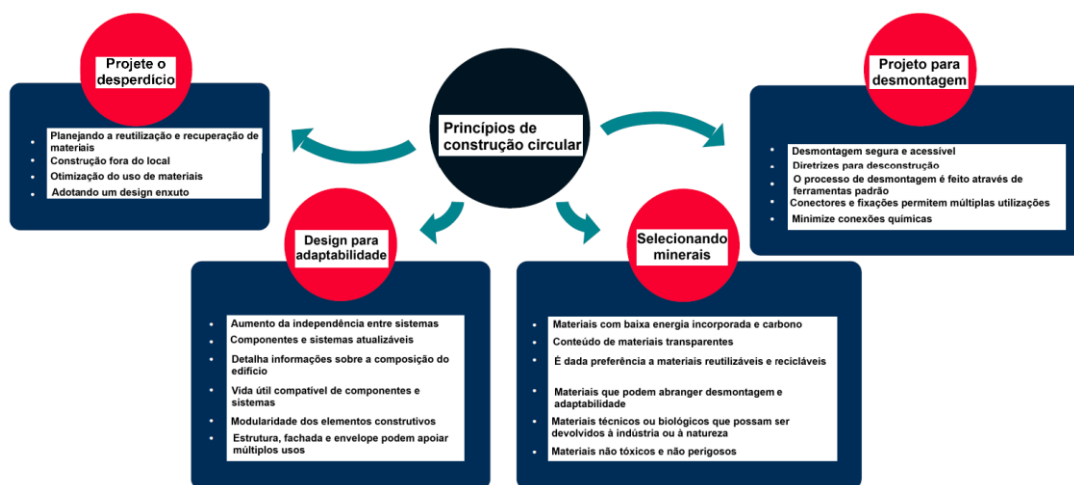 Princípios de
construção circular
Projete o
desperdício
• Planejando a reutilização e recuperação de
materiais
• Construção fora do local
• Otimização do uso de materiais
• Adotando um design enxuto
Design para
adaptabilidade
• Aumento da independência entre sistemas
• Componentes e sistemas atualizáveis
• Detalha informações sobre a composição do
edifício
• Vida útil compatível de componentes e
sistemas
• Modularidade dos elementos construtivos
• Estrutura, fachada e envelope podem apoiar
múltiplos usos
Selecionando
minerais
• Materiais com baixa energia incorporada e carbono
• Conteúdo de materiais transparentes
• É dada preferência a materiais reutilizáveis e recicláveis
• Materiais que podem abranger desmontagem e
adaptabilidade
• Materiais técnicos ou biológicos que possam ser
devolvidos à indústria ou à natureza
• Materiais não tóxicos e não perigosos
Projeto para
desmontagem
• Desmontagem segura e acessível
• Diretrizes para desconstrução
• O processo de desmontagem é feito através de
ferramentas padrão
• Conectores e fixações permitem múltiplas utilizações
• Minimize conexões químicas